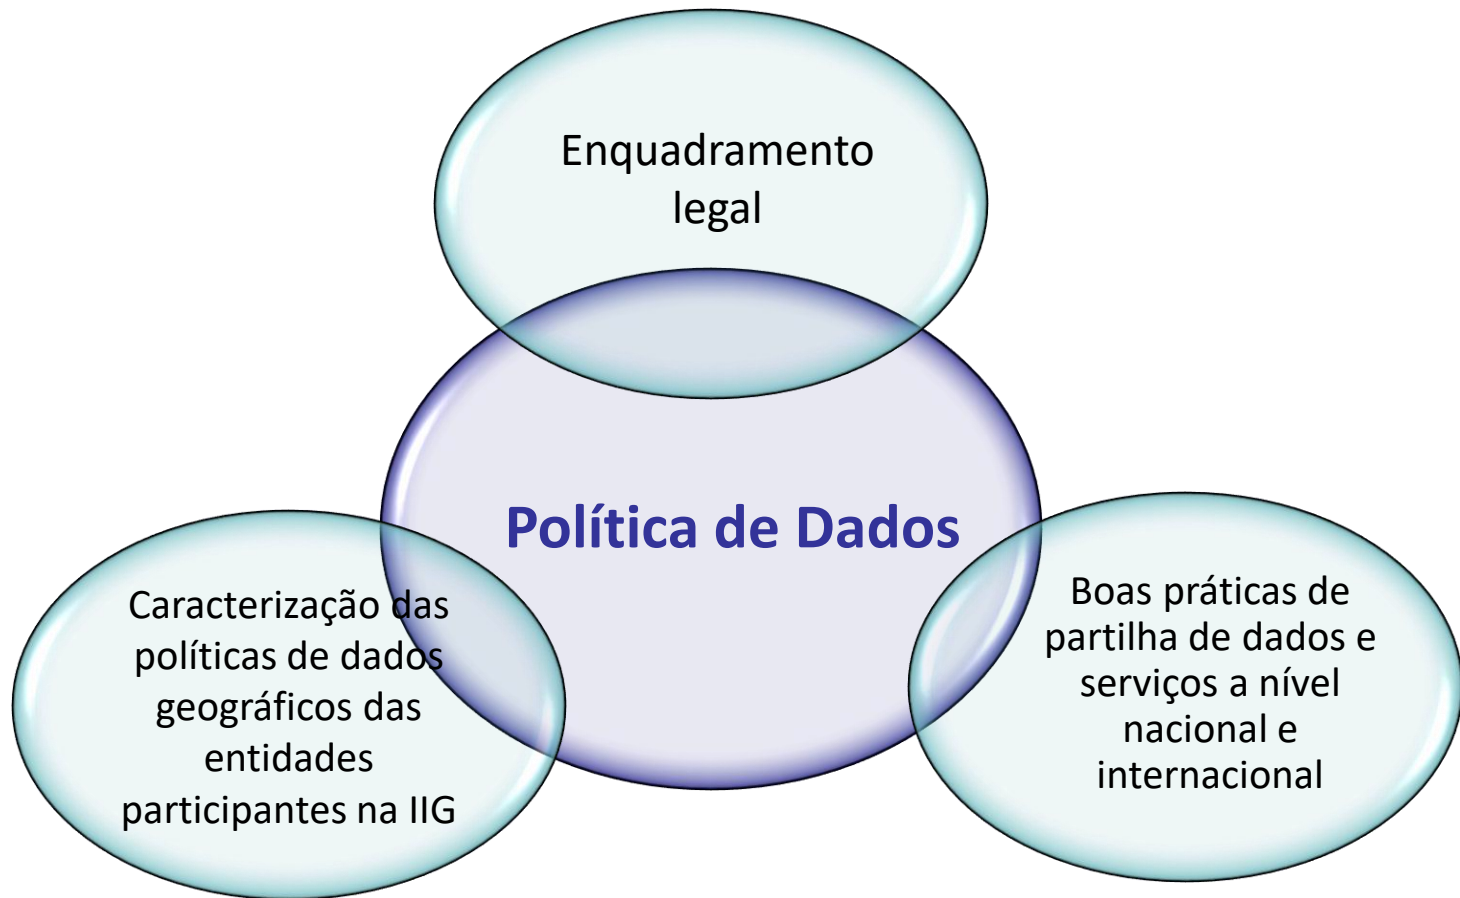 Enquadramento
legal
Política de Dados
Caracterização das
políticas de dados
geográficos das
entidades
participantes na IIG
Boas práticas de
partilha de dados e
serviços a nível
nacional e
internacional